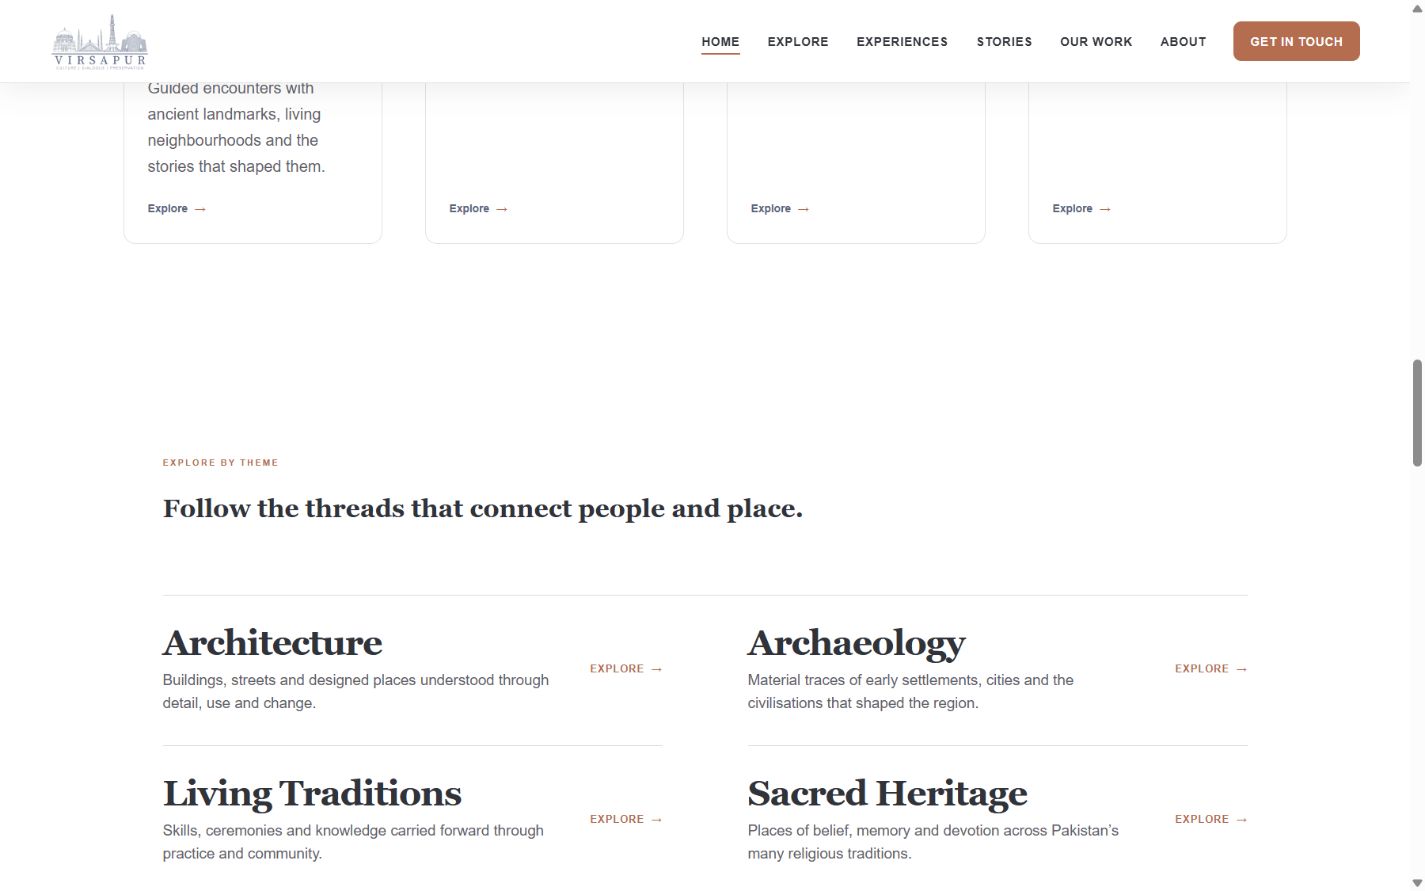 VIRSAPUR
HOME
EXPLORE
EXPERIENCES
STORIES
OUR WORK
ABOUT
GET IN TOUCH
Guided encounters with
ancient landmarks, living
neighbourhoods and the
stories that shaped them.
Explore →
Explore →
Explore →
Explore →
EXPLORE BY THEME
Follow the threads that connect people and place.
Architecture
Buildings, streets and designed places understood through
detail, use and change.
EXPLORE →
Archaeology
Material traces of early settlements, cities and the
civilisations that shaped the region.
EXPLORE →
Living Traditions
Skills, ceremonies and knowledge carried forward through
practice and community.
EXPLORE →
Sacred Heritage
Places of belief, memory and devotion across Pakistan’s
many religious traditions.
EXPLORE →